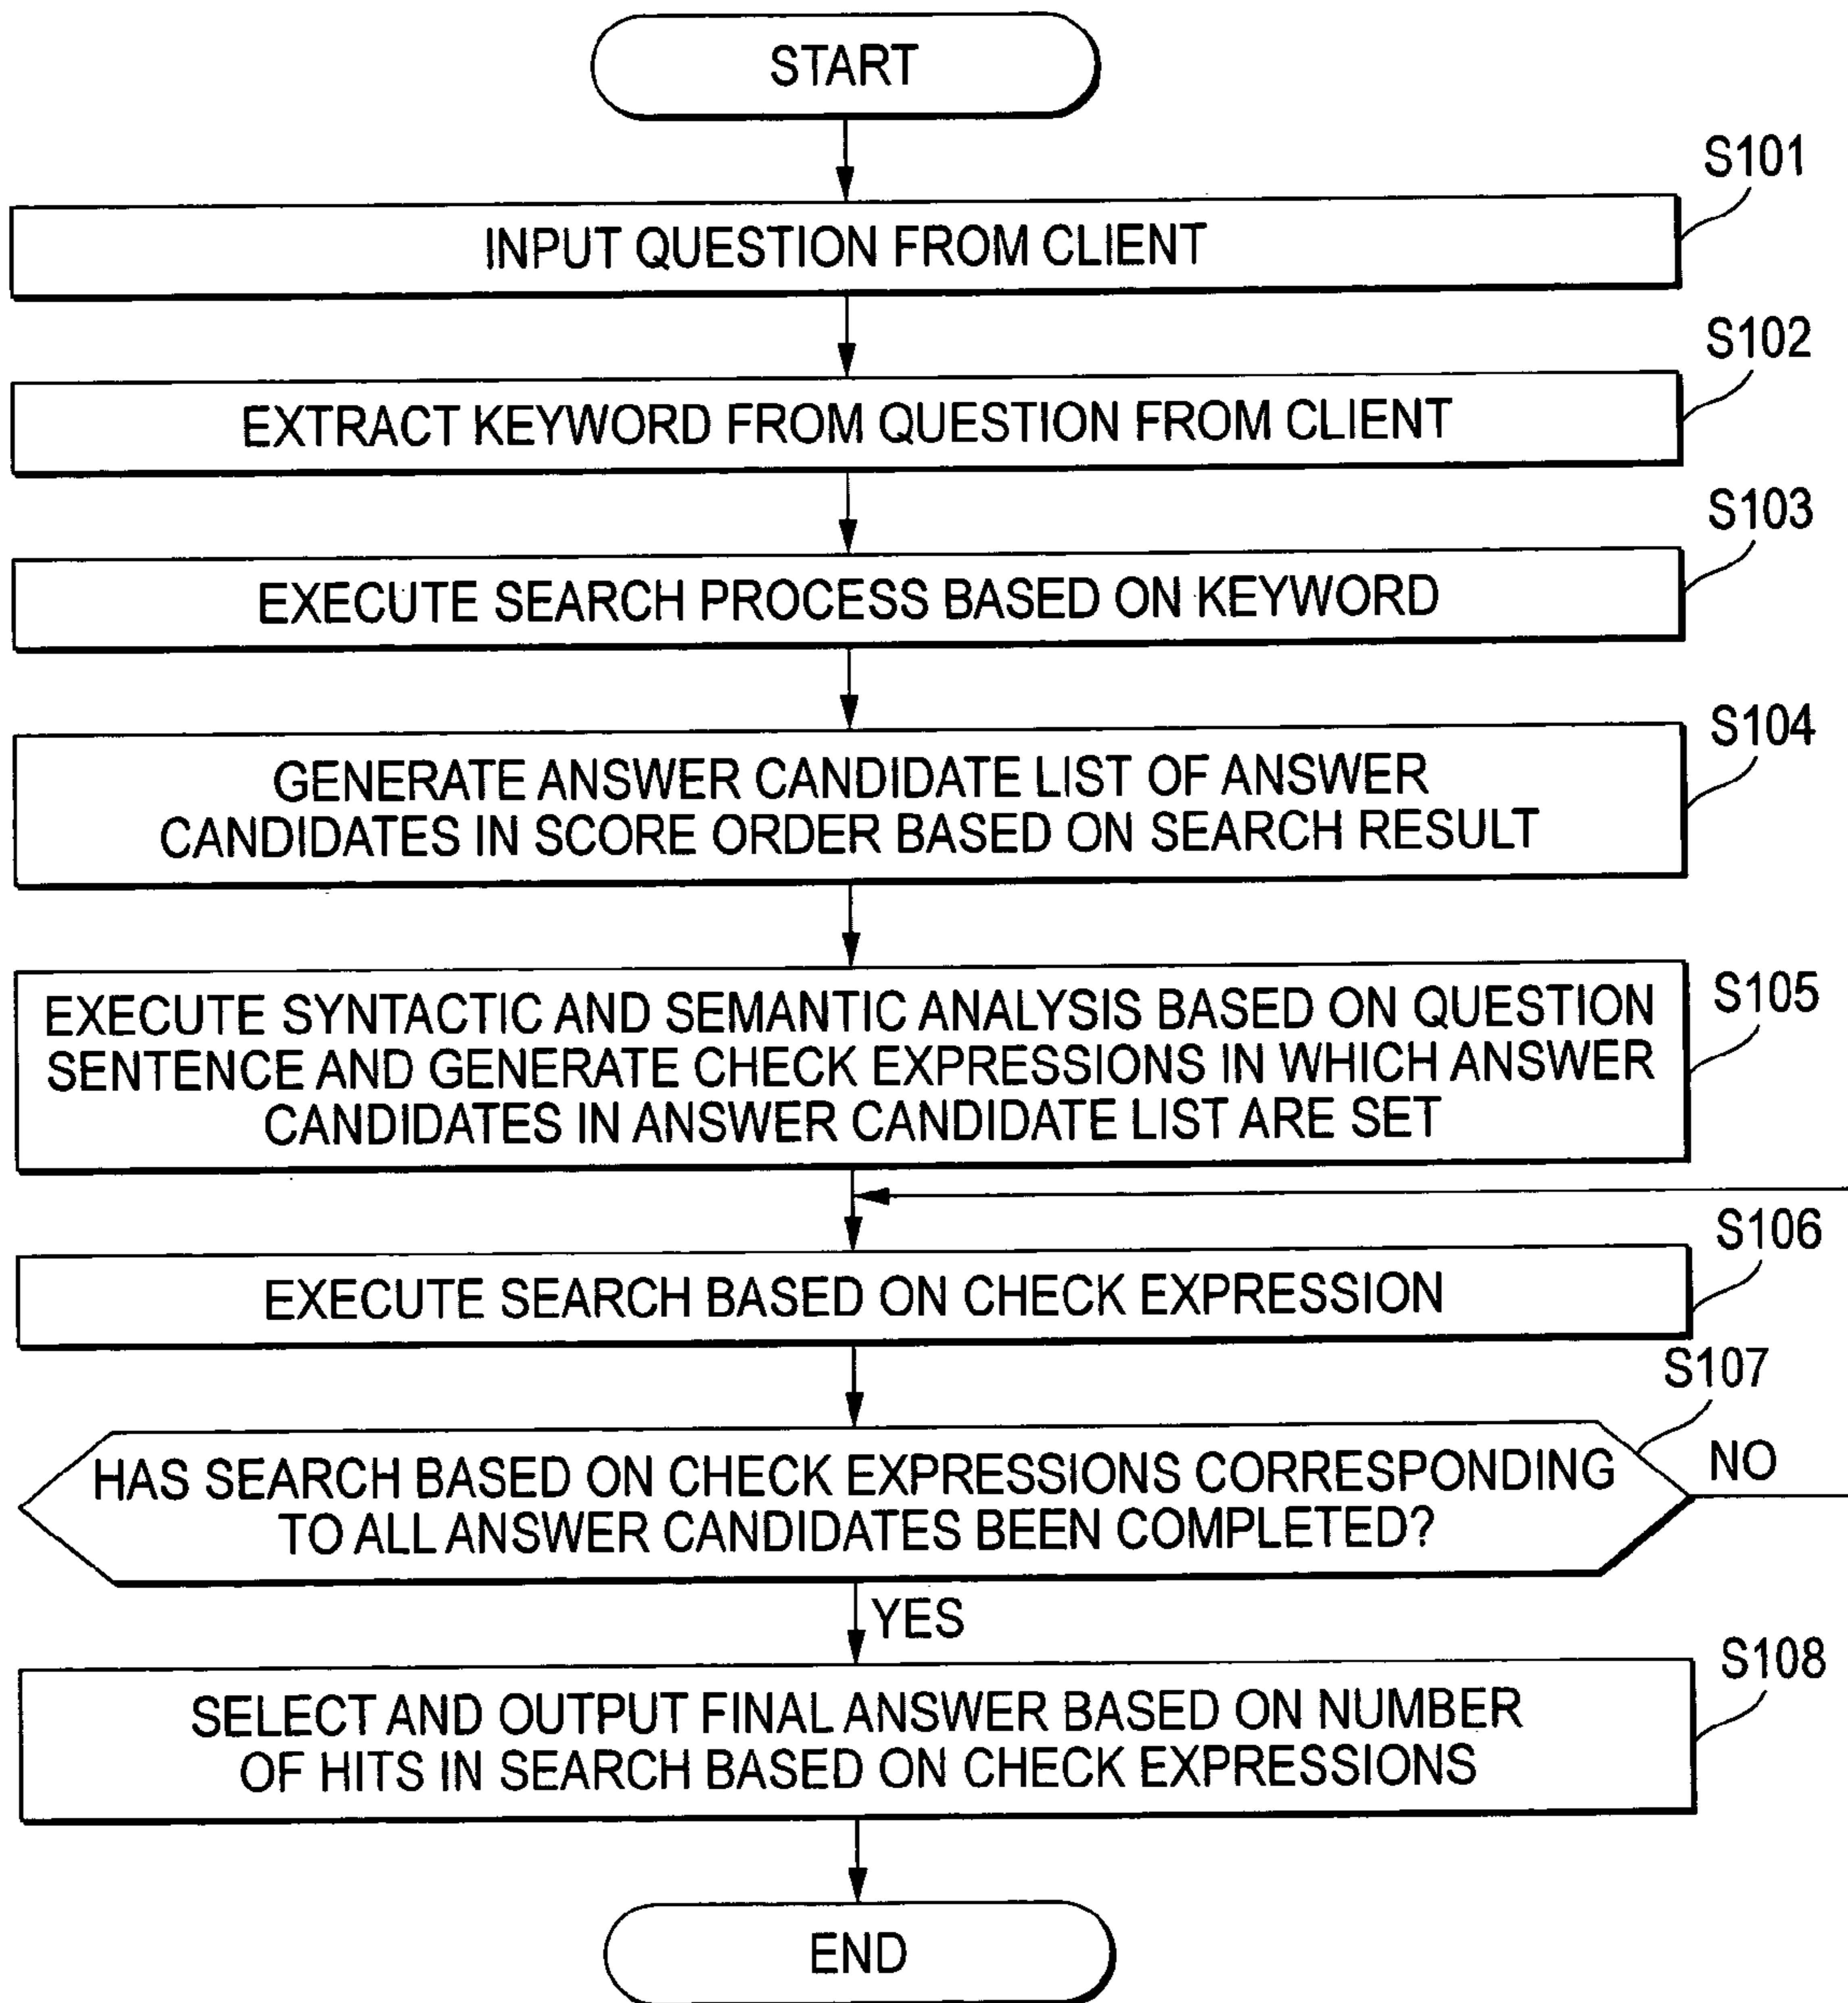 START
S101
INPUT QUESTION FROM CLIENT
S102
EXTRACT KEYWORD FROM QUESTION FROM CLIENT
S103
EXECUTE SEARCH PROCESS BASED ON KEYWORD
S104
GENERATE ANSWER CANDIDATE LIST OF ANSWER
CANDIDATES IN SCORE ORDER BASED ON SEARCH RESULT
S105
EXECUTE SYNTACTIC AND SEMANTIC ANALYSIS BASED ON QUESTION
SENTENCE AND GENERATE CHECK EXPRESSIONS IN WHICH ANSWER
CANDIDATES IN ANSWER CANDIDATE LIST ARE SET
S106
EXECUTE SEARCH BASED ON CHECK EXPRESSION
S107
HAS SEARCH BASED ON CHECK EXPRESSIONS CORRESPONDING
TO ALL ANSWER CANDIDATES BEEN COMPLETED?
NO
YES
S108
SELECT AND OUTPUT FINAL ANSWER BASED ON NUMBER
OF HITS IN SEARCH BASED ON CHECK EXPRESSIONS
END